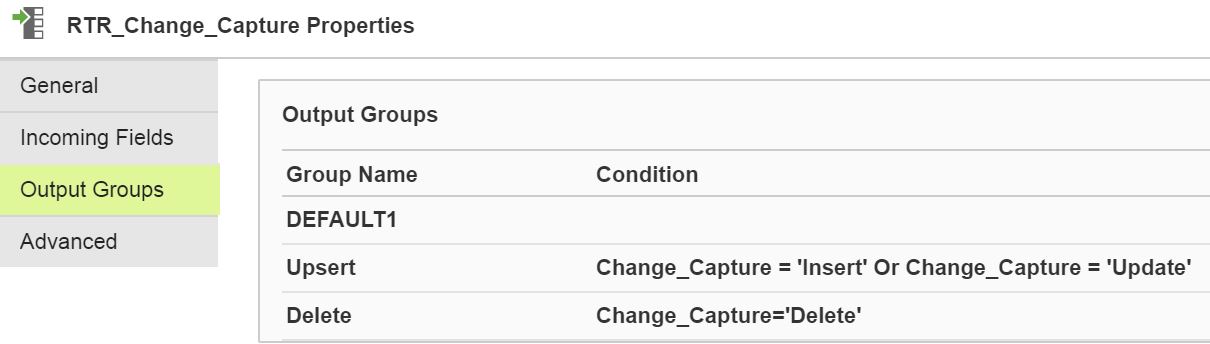 RTR_Change_Capture Properties
General
Incoming Fields
Output Groups
Advanced
Output Groups
Group Name Condition
DEFAULT1
Upsert Change_Capture = 'Insert' Or Change_Capture = 'Update'
Delete Change_Capture='Delete'